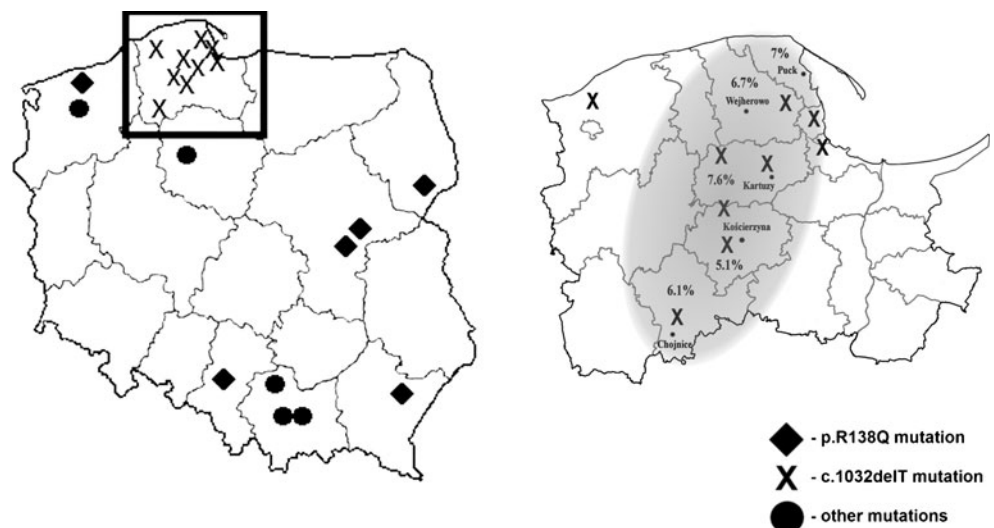 7%
Puck
6.7%
Wejherowo
7.6%
Kartuzy
Kościerzyna
5.1%
6.1%
Chojnice
- p.R138Q mutation
X - c.1032delT mutation
- other mutations